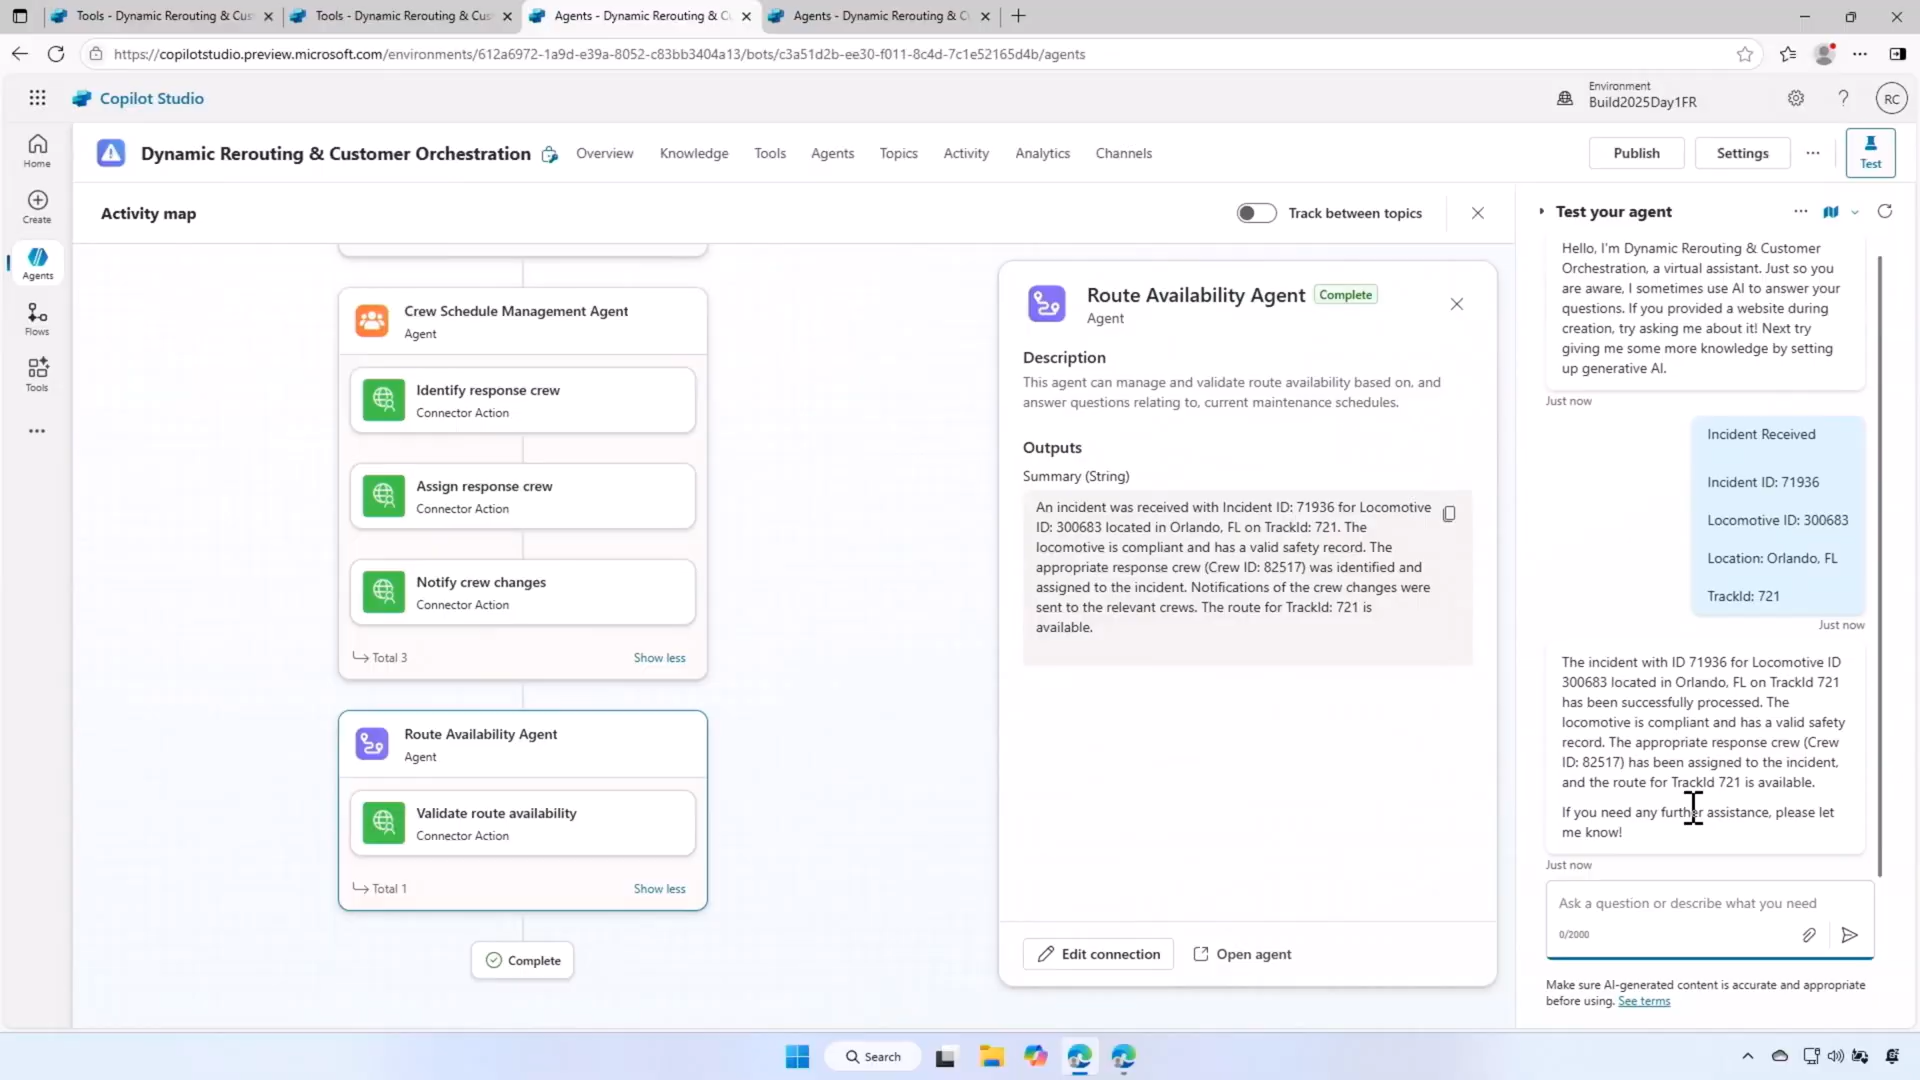 Tools - Dynamic Rerouting & Cus
Tools - Dynamic Rerouting & Cus
Agents - Dynamic Rerouting & Cu
Agents - Dynamic Rerouting & C
https://copilotstudio.preview.microsoft.com/environments/612a6972-1a9d-e39a-8052-c83bb3404a13/bots/c3a51d2b-ee30-f011-8c4d-7c1e52165d4b/agents
Copilot Studio
Environment
Build2025Day1FR
RC
Home
Create
Agents
Flows
Tools
Dynamic Rerouting & Customer Orchestration
Overview
Knowledge
Tools
Agents
Topics
Activity
Analytics
Channels
Publish
Settings
Test
Activity map
Track between topics
Crew Schedule Management Agent
Agent
Identify response crew
Connector Action
Assign response crew
Connector Action
Notify crew changes
Connector Action
Total 3
Show less
Route Availability Agent
Agent
Validate route availability
Connector Action
Total 1
Show less
Complete
Route Availability Agent
Complete
Agent
Description
This agent can manage and validate route availability based on, and
answer questions relating to, current maintenance schedules.
Outputs
Summary (String)
An incident was received with Incident ID: 71936 for Locomotive
ID: 300683 located in Orlando, FL on TrackId: 721. The
locomotive is compliant and has a valid safety record. The
appropriate response crew (Crew ID: 82517) was identified and
assigned to the incident. Notifications of the crew changes were
sent to the relevant crews. The route for TrackId: 721 is
available.
Edit connection
Open agent
Test your agent
Hello, I'm Dynamic Rerouting & Customer
Orchestration, a virtual assistant. Just so you
are aware, I sometimes use AI to answer your
questions. If you provided a website during
creation, try asking me about it! Next try
giving me some more knowledge by setting
up generative AI.
Just now
Incident Received
Incident ID: 71936
Locomotive ID: 300683
Location: Orlando, FL
TrackId: 721
Just now
The incident with ID 71936 for Locomotive ID
300683 located in Orlando, FL on TrackId 721
has been successfully processed. The
locomotive is compliant and has a valid safety
record. The appropriate response crew (Crew
ID: 82517) has been assigned to the incident,
and the route for TrackId 721 is available.
If you need any further assistance, please let
me know!
Just now
Ask a question or describe what you need
0/2000
Make sure AI-generated content is accurate and appropriate
before using. See terms
Search